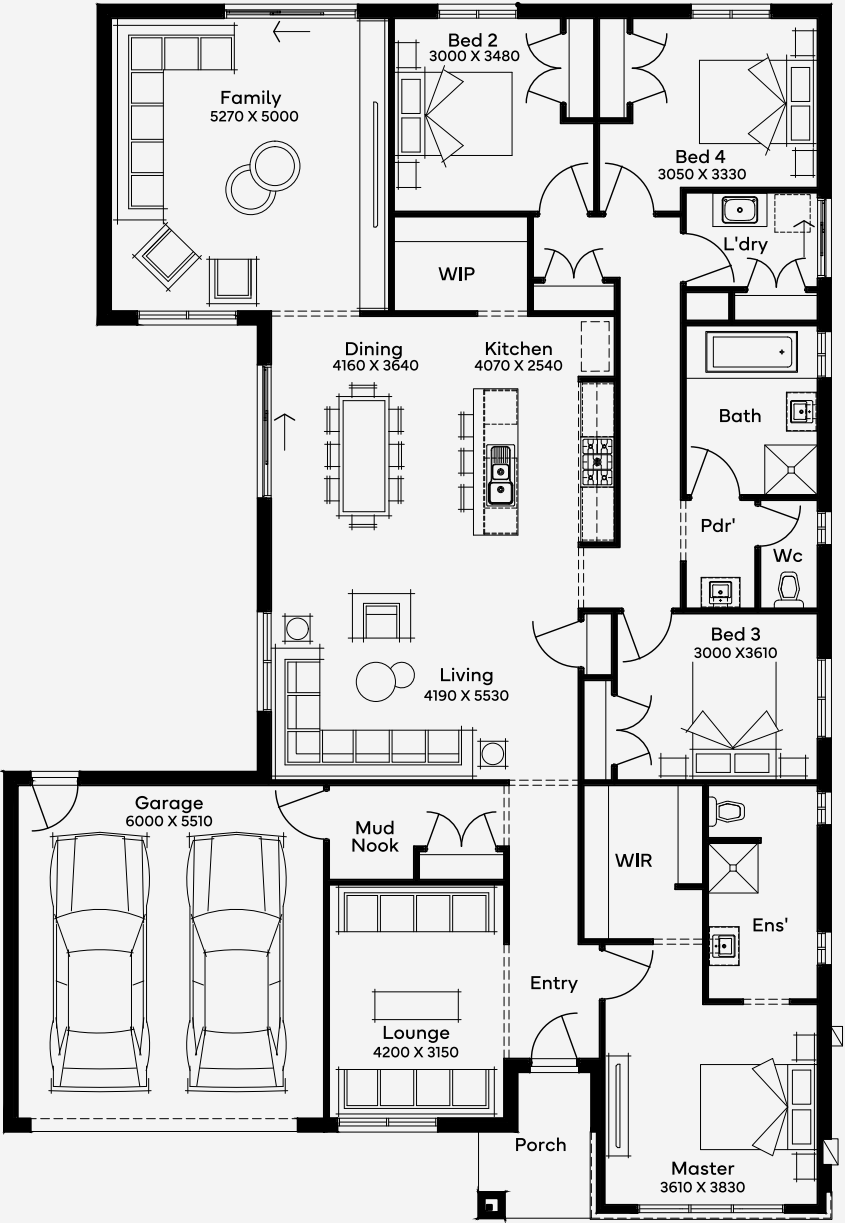 Family
5270 X 5000
Bed 2
3000 X 3480
Bed 4
3050 X 3330
L'dry
WIP
Dining
4160 X 3640
Kitchen
4070 X 2540
Bath
Pdr'
Wc
Bed 3
3000 X3610
Living
4190 X 5530
Garage
6000 X 5510
Mud
Nook
WIR
Ens'
Entry
Lounge
4200 X 3150
Porch
Master
3610 X 3830